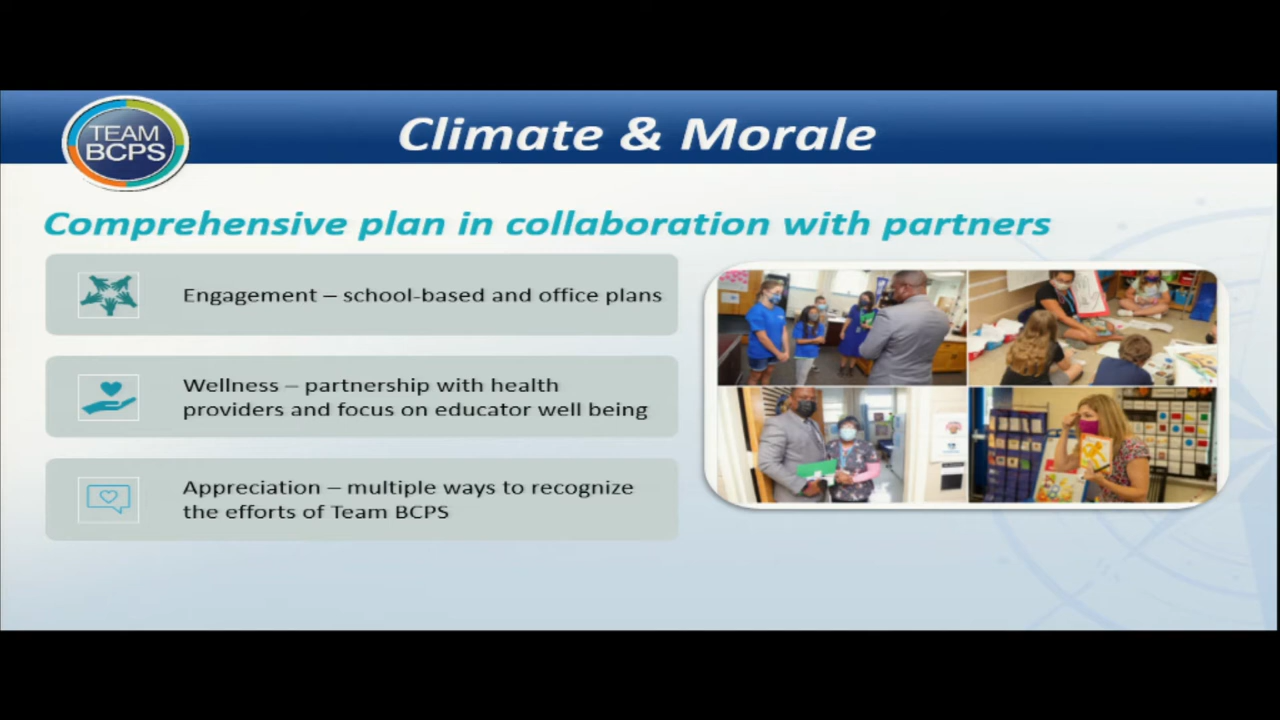 TEAM
BCPS
Climate & Morale
Comprehensive plan in collaboration with partners
Engagement – school-based and office plans
Wellness – partnership with health
providers and focus on educator well being
Appreciation – multiple ways to recognize
the efforts of Team BCPS